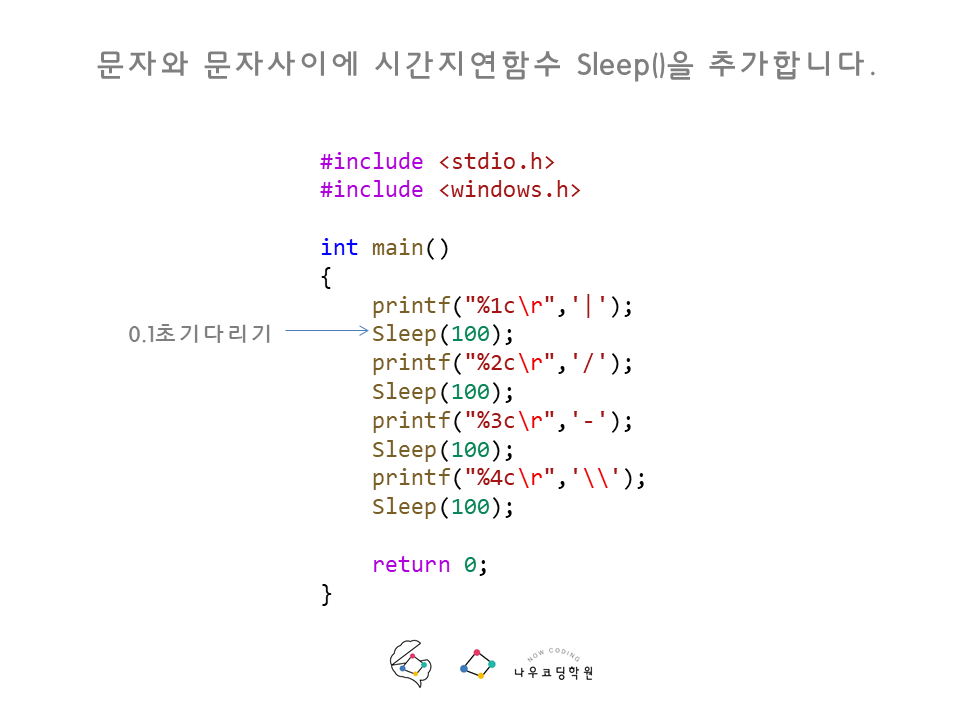 문자와 문자사이에 시간지연함수 Sleep()을 추가합니다.
#include <stdio.h>
#include <windows.h>
int main()
{
    printf("%1c\r",'|');
0.1초기다리기
    Sleep(100);
    printf("%2c\r",'/');
    Sleep(100);
    printf("%3c\r",'-');
    Sleep(100);
    printf("%4c\r",'\\');
    Sleep(100);
    return 0;
}
NOW CODING
나우코딩학원